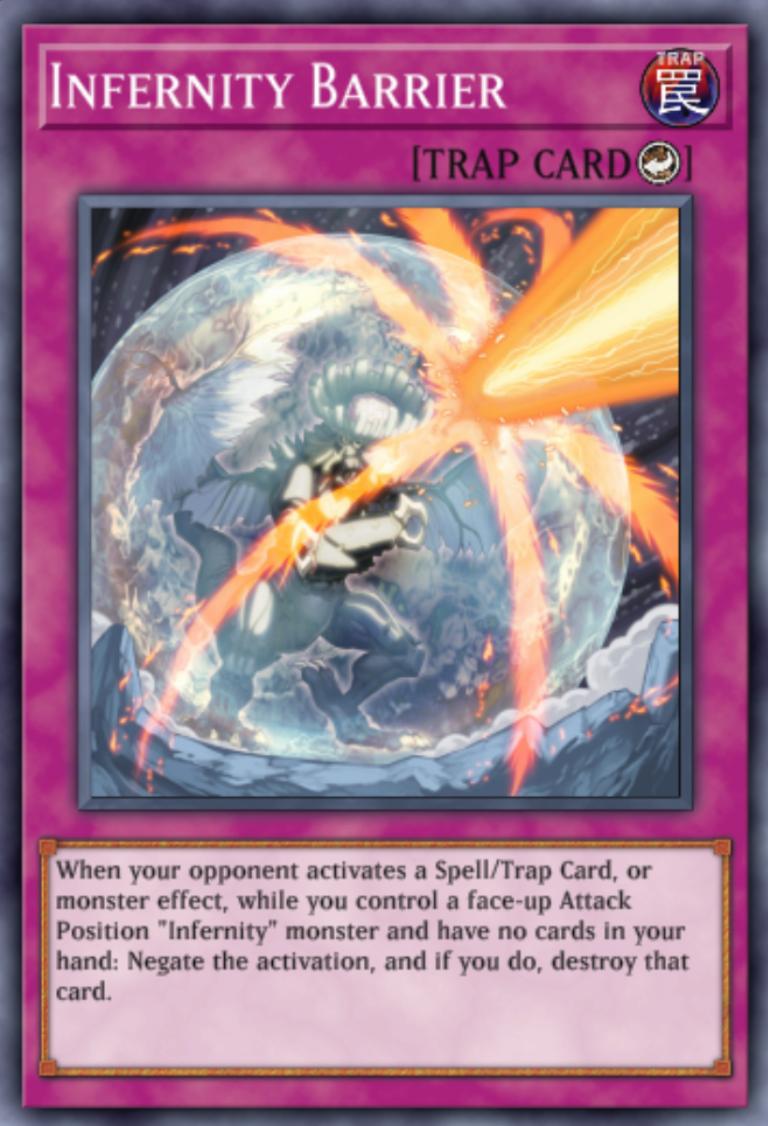 Infernity Barrier
TRAP
罠
[TRAP CARD]
When your opponent activates a Spell/Trap Card, or
monster effect, while you control a face-up Attack
Position "Infernity" monster and have no cards in your
hand: Negate the activation, and if you do, destroy that
card.